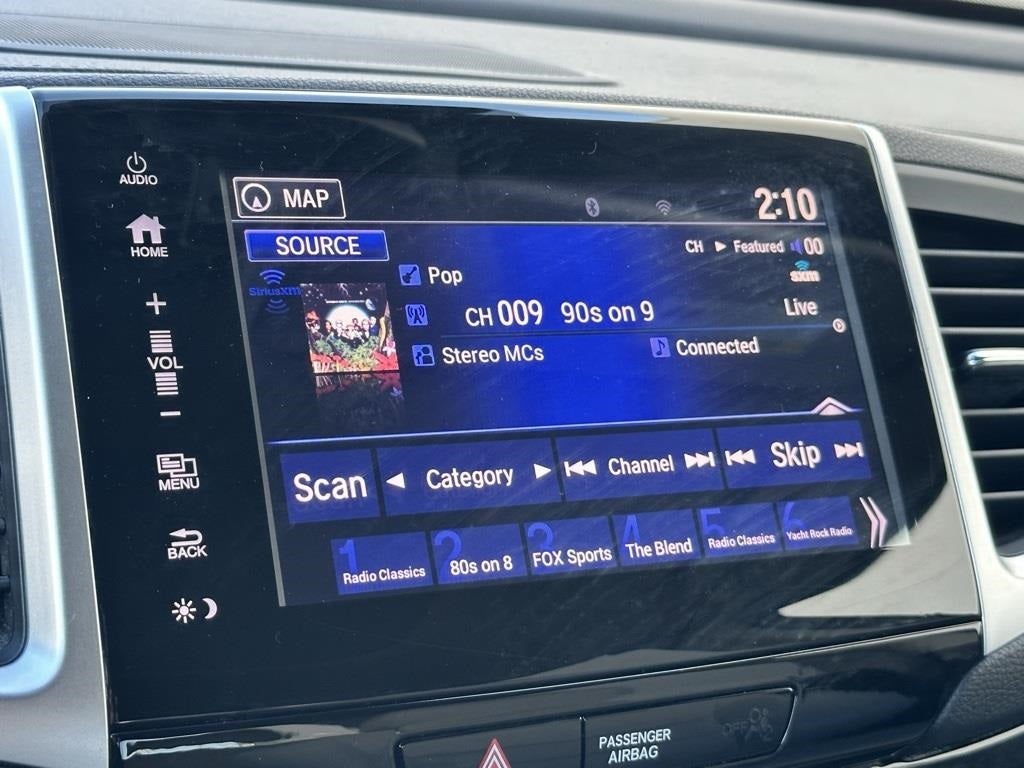 AUDIO
MAP
2:10
SOURCE
CH ▶ Featured 00
HOME
Pop
sxm
SiriusXM
CH 009 90s on 9
Live
+
VOL
Stereo MCs
Connected
−
Scan
◀ Category ▶
Channel
Skip
MENU
1 Radio Classics
2 80s on 8
3 FOX Sports
4 The Blend
5 Radio Classics
6 Yacht Rock Radio
BACK
PASSENGER
AIRBAG
OFF